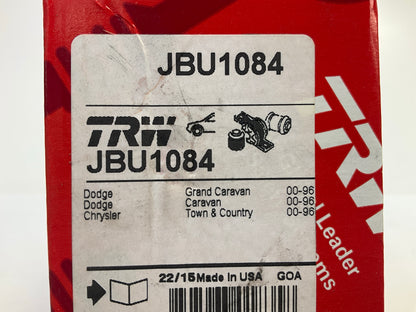 JBU1084
TRW
JBU1084
Dodge Grand Caravan 00-96
Dodge Caravan 00-96
Chrysler Town & Country 00-96
22/15 Made in USA GOA
TRW
Leader